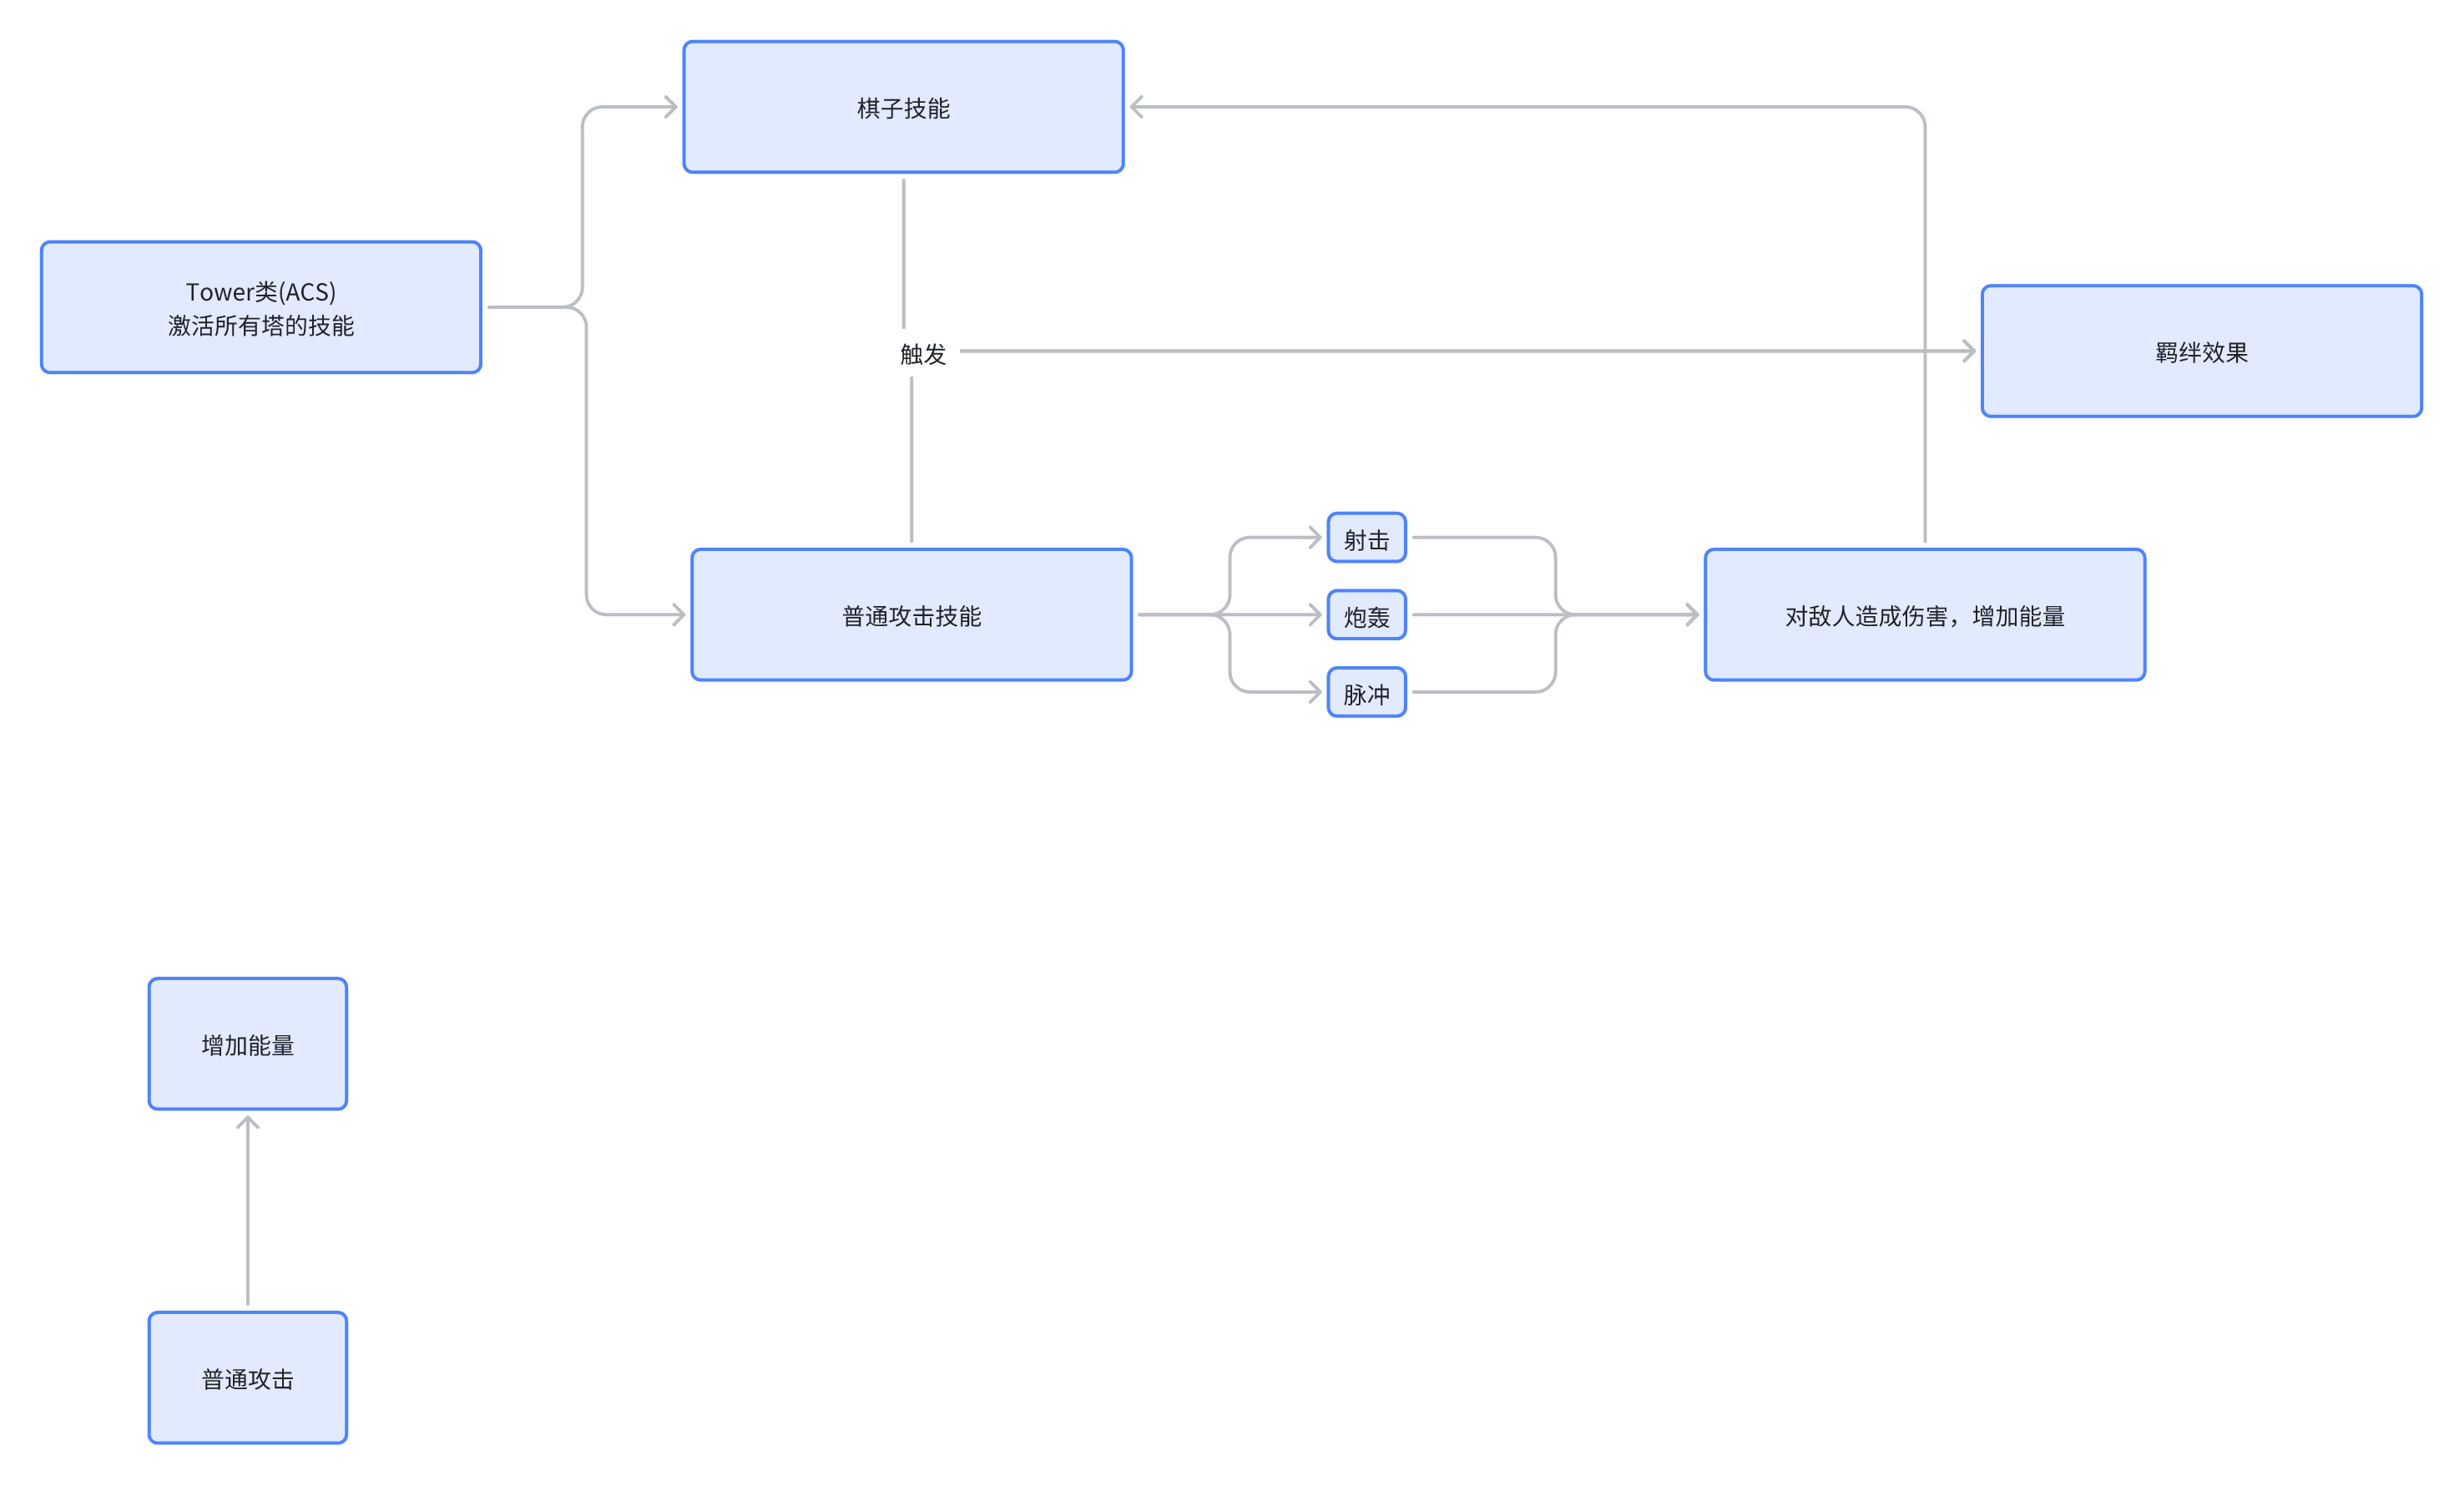 棋子技能
Tower类(ACS)
激活所有塔的技能
触发
羁绊效果
射击
普通攻击技能
炮轰
对敌人造成伤害，增加能量
脉冲
增加能量
普通攻击